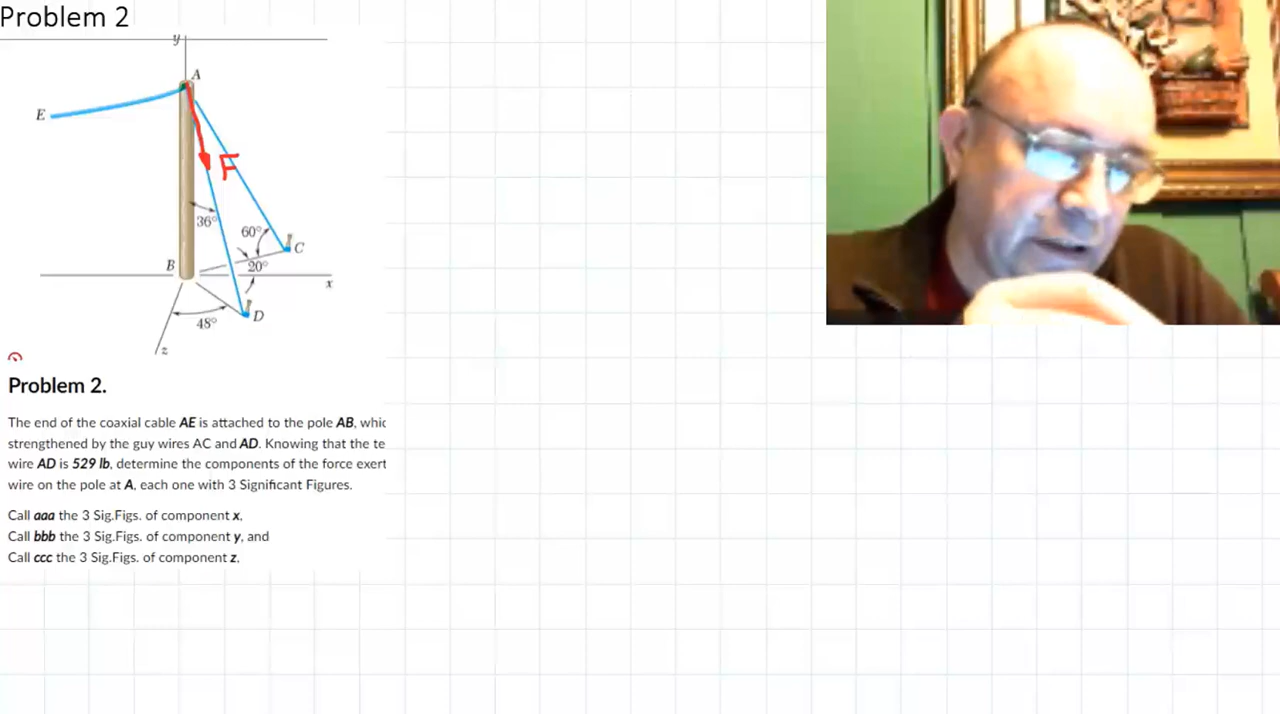 Problem 2
y
A
E
F
36°
60°
C
B
20°
x
D
48°
z
Problem 2.
The end of the coaxial cable AE is attached to the pole AB, whic
strengthened by the guy wires AC and AD. Knowing that the te
wire AD is 529 lb, determine the components of the force exert
wire on the pole at A, each one with 3 Significant Figures.
Call aaa the 3 Sig.Figs. of component x,
Call bbb the 3 Sig.Figs. of component y, and
Call ccc the 3 Sig.Figs. of component z,